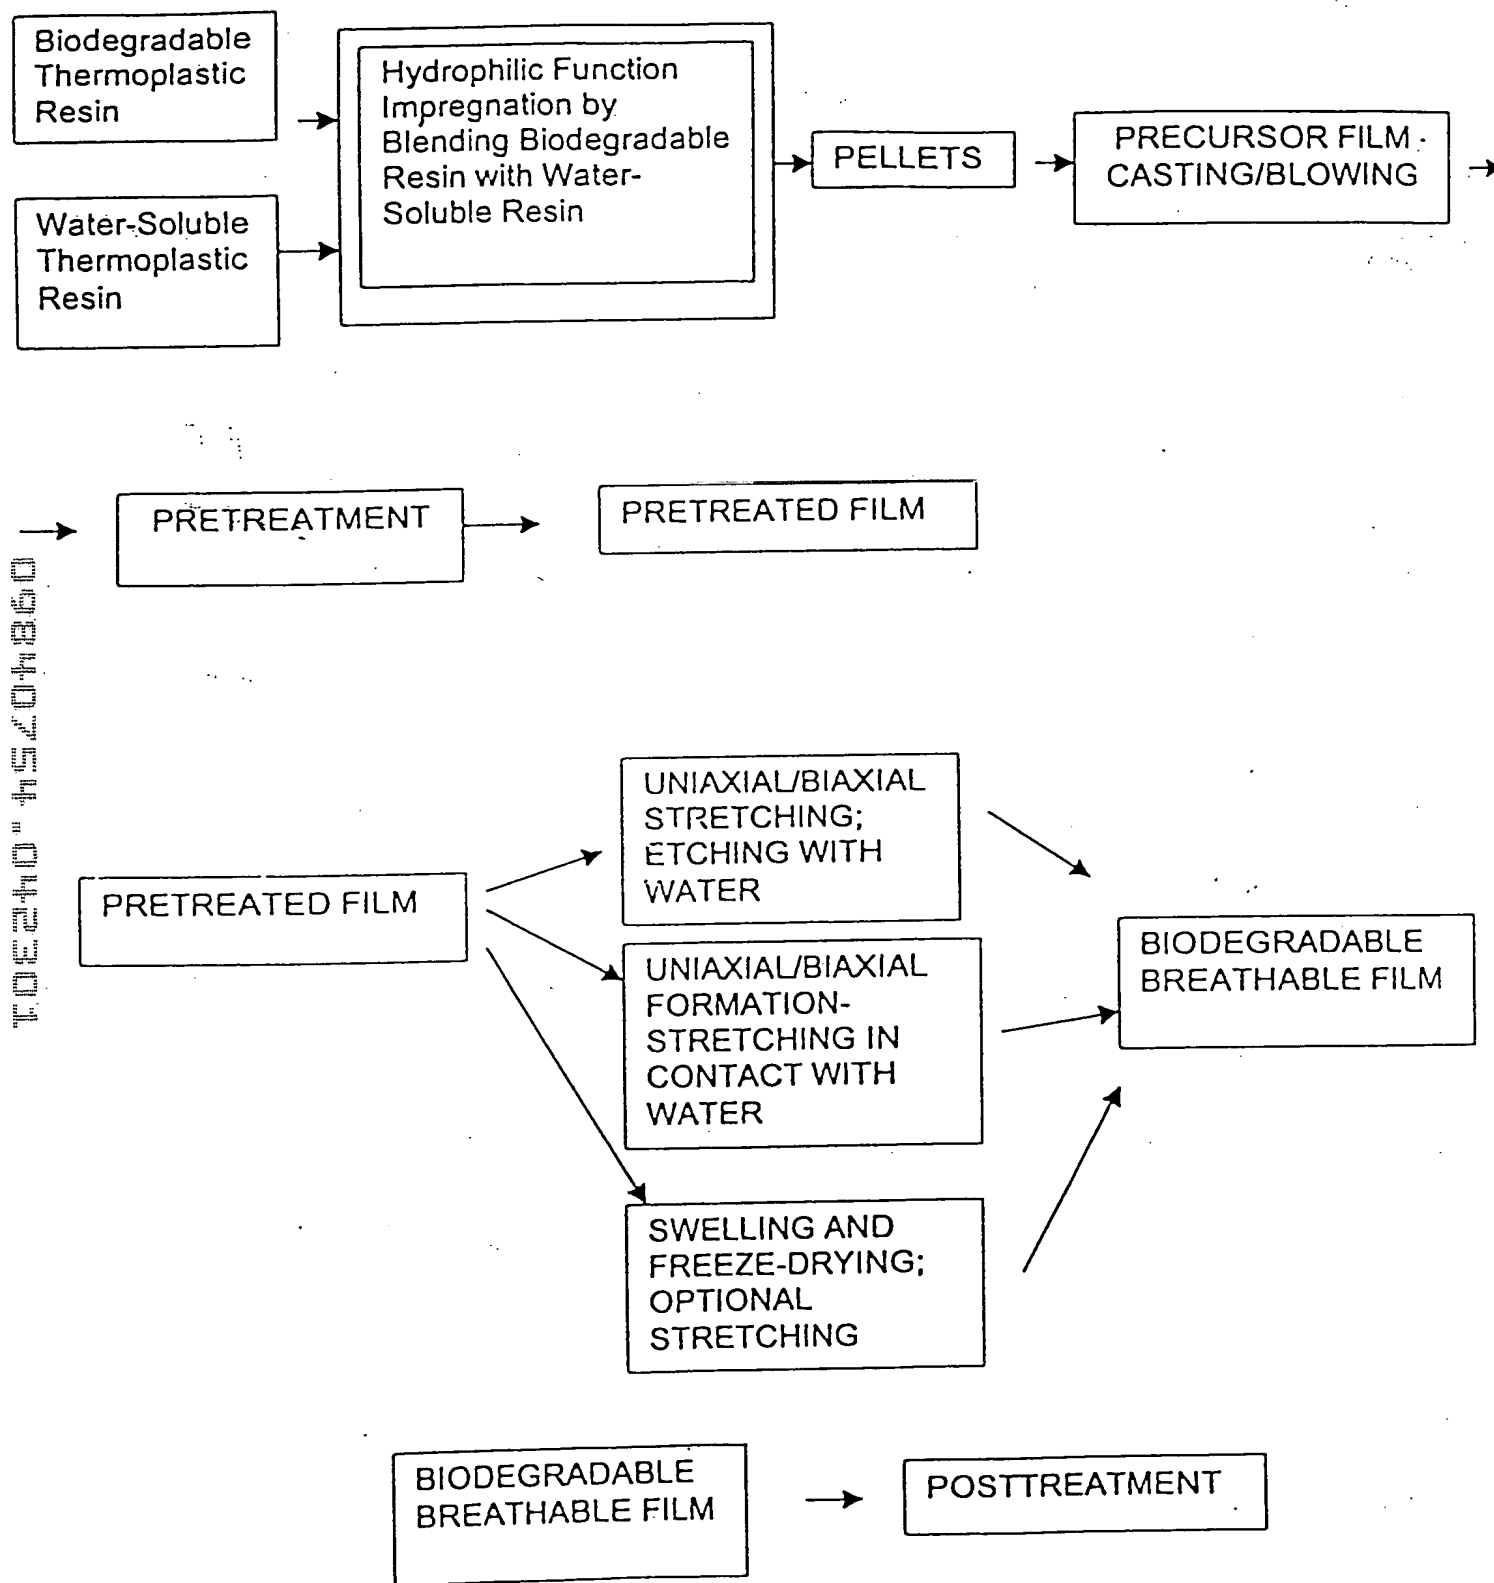 Biodegradable
Thermoplastic
Resin
Water-Soluble
Thermoplastic
Resin
Hydrophilic Function
Impregnation by
Blending Biodegradable
Resin with Water-
Soluble Resin
PELLETS
PRECURSOR FILM
CASTING/BLOWING
PRETREATMENT
PRETREATED FILM
09840754.042301
PRETREATED FILM
UNIAXIAL/BIAXIAL
STRETCHING;
ETCHING WITH
WATER
UNIAXIAL/BIAXIAL
FORMATION-
STRETCHING IN
CONTACT WITH
WATER
SWELLING AND
FREEZE-DRYING;
OPTIONAL
STRETCHING
BIODEGRADABLE
BREATHABLE FILM
BIODEGRADABLE
BREATHABLE FILM
POSTTREATMENT